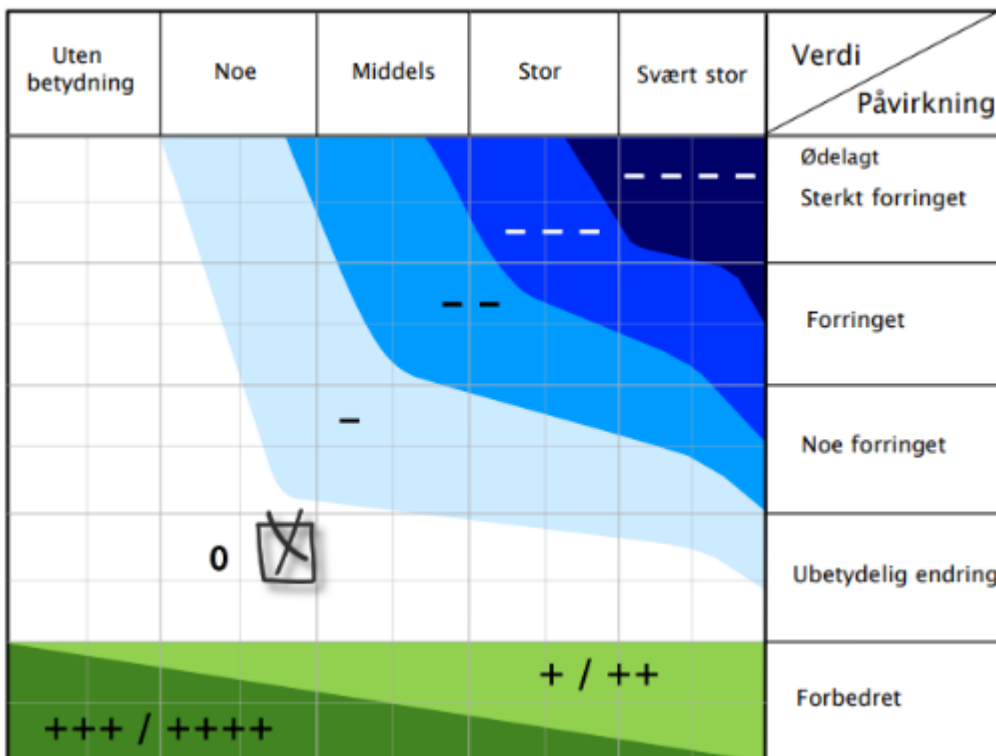 Uten
betydning
Noe
Middels
Stor
Svært stor
Verdi
Påvirkning
Ødelagt
Sterkt forringet
– – – –
– – –
– –
Forringet
–
Noe forringet
0
Ubetydelig endring
+ / ++
Forbedret
+++ / ++++